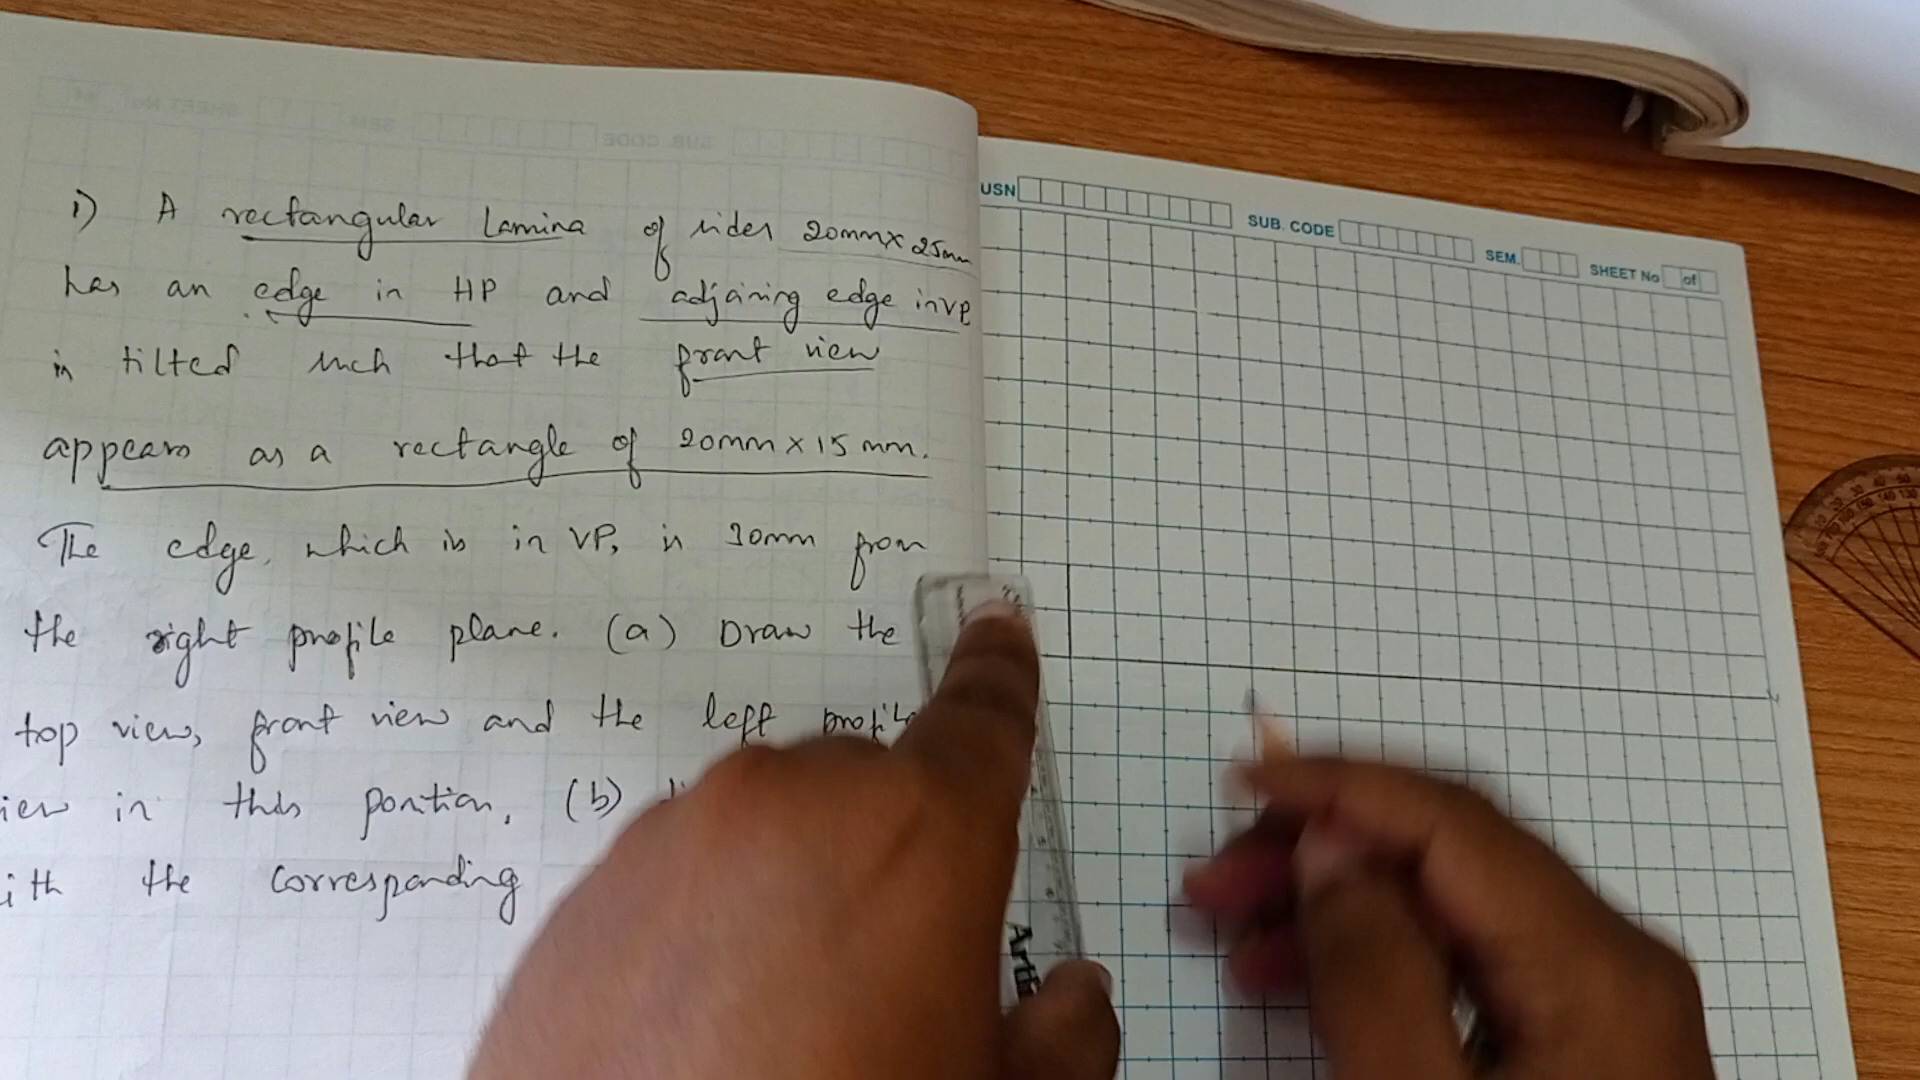 1) A rectangular Lamina of sides 20mm x 25mm
has an edge in HP and adjoining edge in VP
is tilted such that the front view
appears as a rectangle of 20mm x 15 mm.
The edge, which is in VP, is 30mm from
the right profile plane. (a) Draw the
top view, front view and the left
in this position. (b)
the corresponding
USN
SUB. CODE
SEM.
SHEET No of